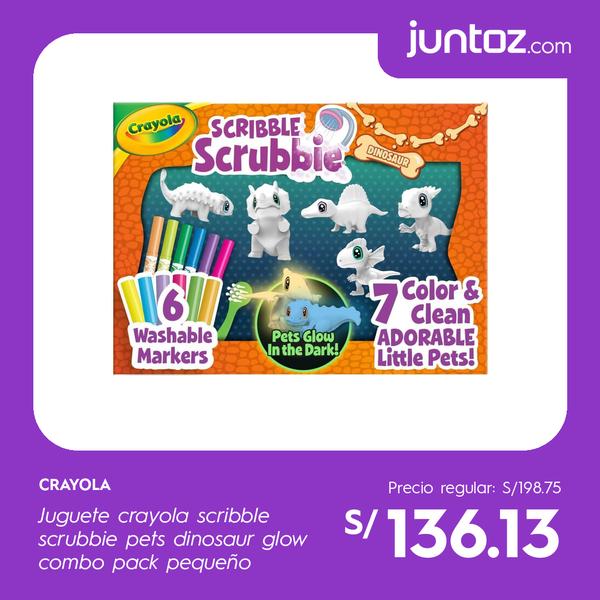 juntoz.com
Crayola
SCRIBBLE
Scrubbie
DINOSAUR
6
Washable
Markers
Pets Glow
In the Dark!
7 Color &
Clean
ADORABLE
Little Pets!
CRAYOLA
Juguete crayola scribble
scrubbie pets dinosaur glow
combo pack pequeño
Precio regular: S/198.75
S/136.13